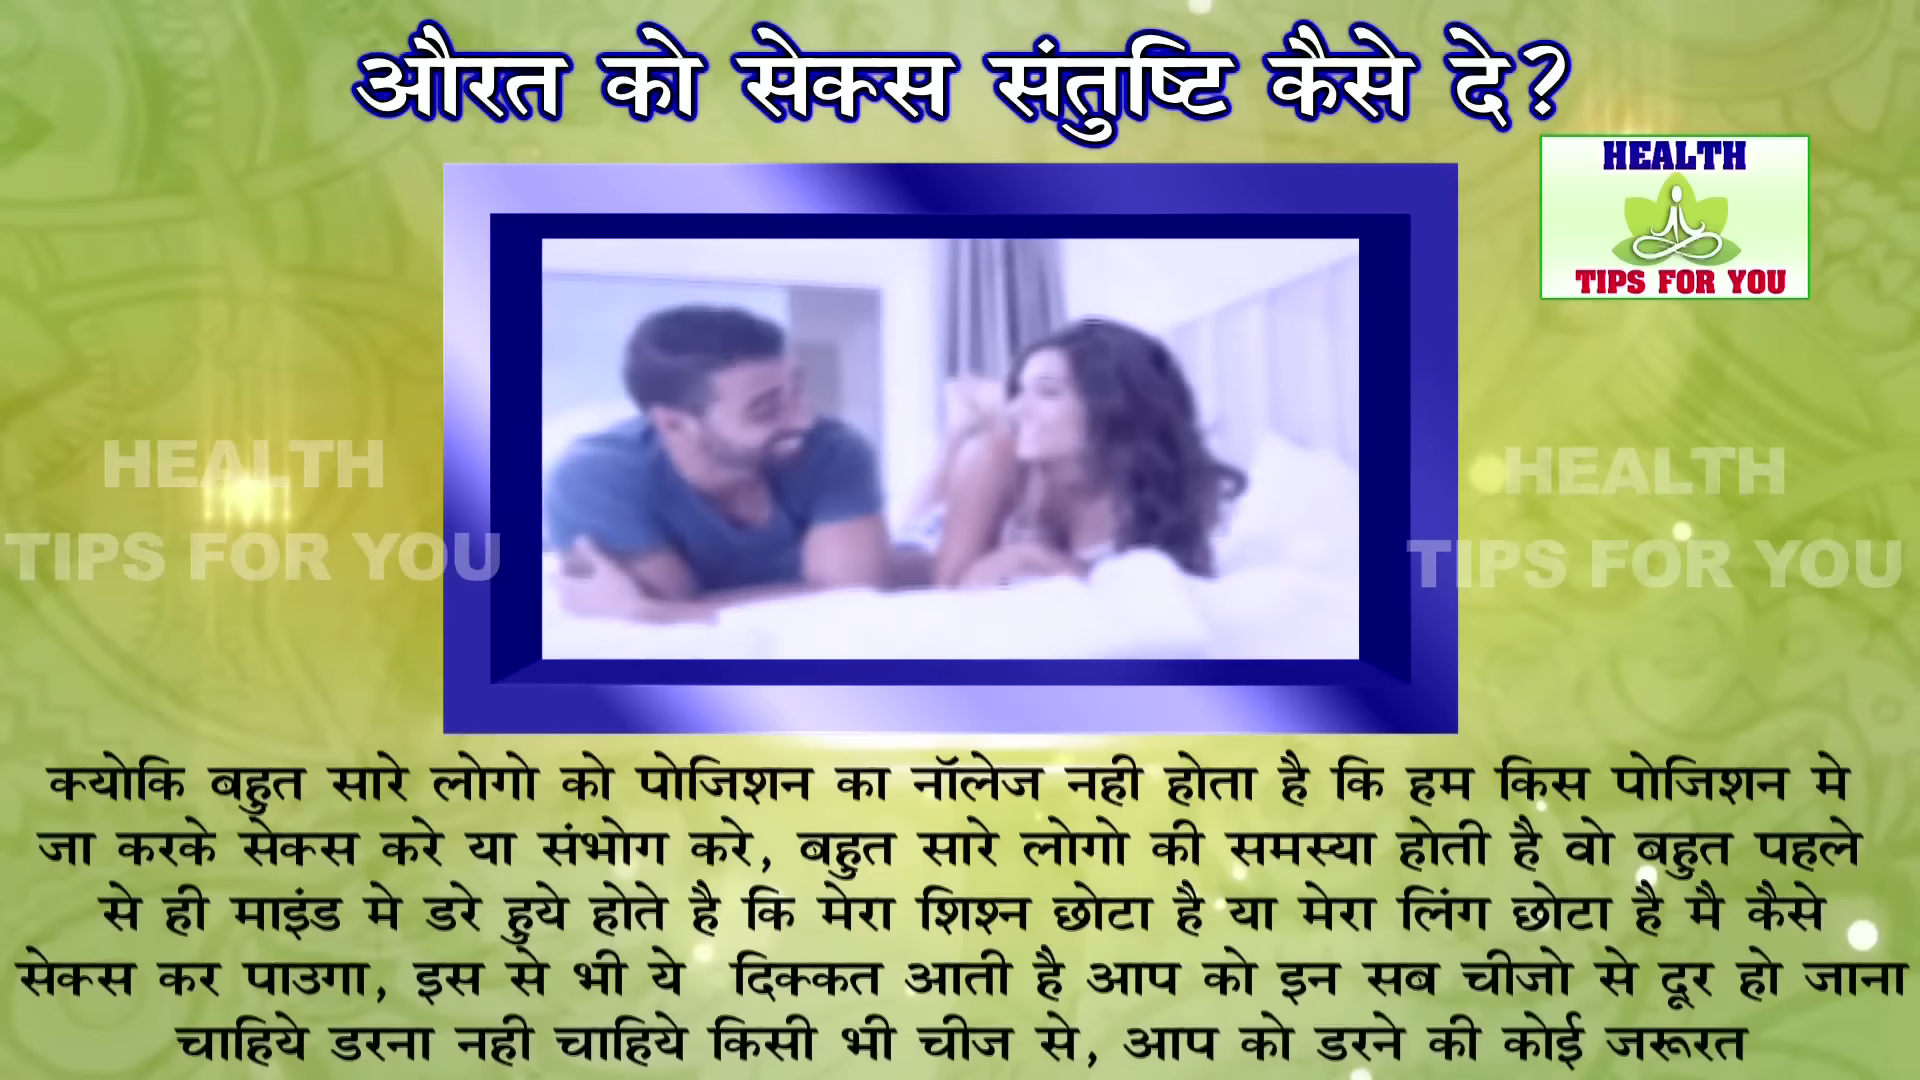 औरत को सेक्स संतुष्टि कैसे दे?
HEALTH
TIPS FOR YOU
HEALTH
TIPS FOR YOU
HEALTH
TIPS FOR YOU
क्योकि बहुत सारे लोगो को पोजिशन का नॉलेज नही होता है कि हम किस पोजिशन मे
जा करके सेक्स करे या संभोग करे, बहुत सारे लोगो की समस्या होती है वो बहुत पहले
से ही माइंड मे डरे हुये होते है कि मेरा शिश्न छोटा है या मेरा लिंग छोटा है मै कैसे
सेक्स कर पाउगा, इस से भी ये दिक्कत आती है आप को इन सब चीजो से दूर हो जाना
चाहिये डरना नही चाहिये किसी भी चीज से, आप को डरने की कोई जरूरत